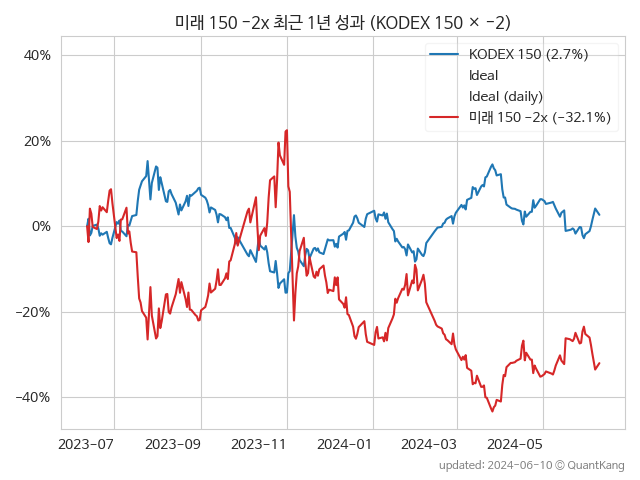 미래 150 -2x 최근 1년 성과 (KODEX 150 × -2)
KODEX 150 (2.7%)
Ideal
Ideal (daily)
미래 150 -2x (-32.1%)
40%
20%
0%
-20%
-40%
2023-07
2023-09
2023-11
2024-01
2024-03
2024-05
updated: 2024-06-10 © QuantKang